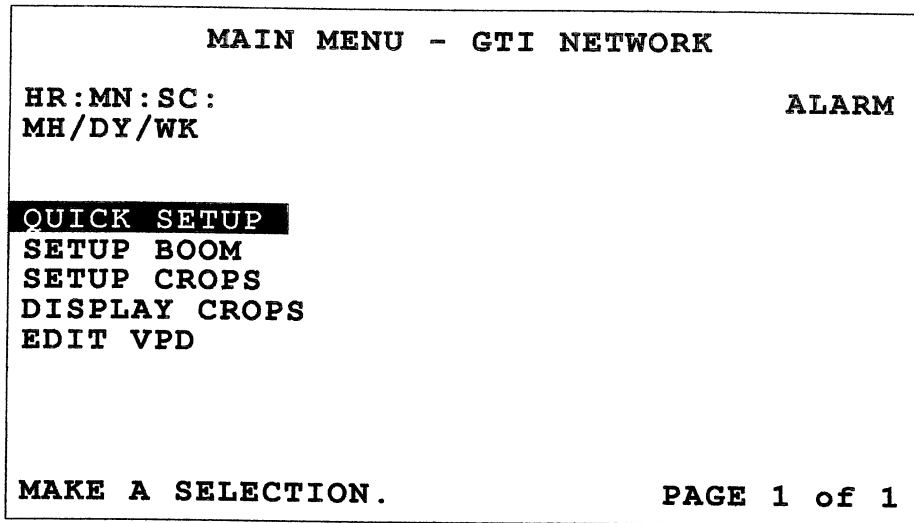 MAIN MENU - GTI NETWORK
HR:MN:SC:
ALARM
MH/DY/WK
QUICK SETUP
SETUP BOOM
SETUP CROPS
DISPLAY CROPS
EDIT VPD
MAKE A SELECTION.
PAGE 1 of 1